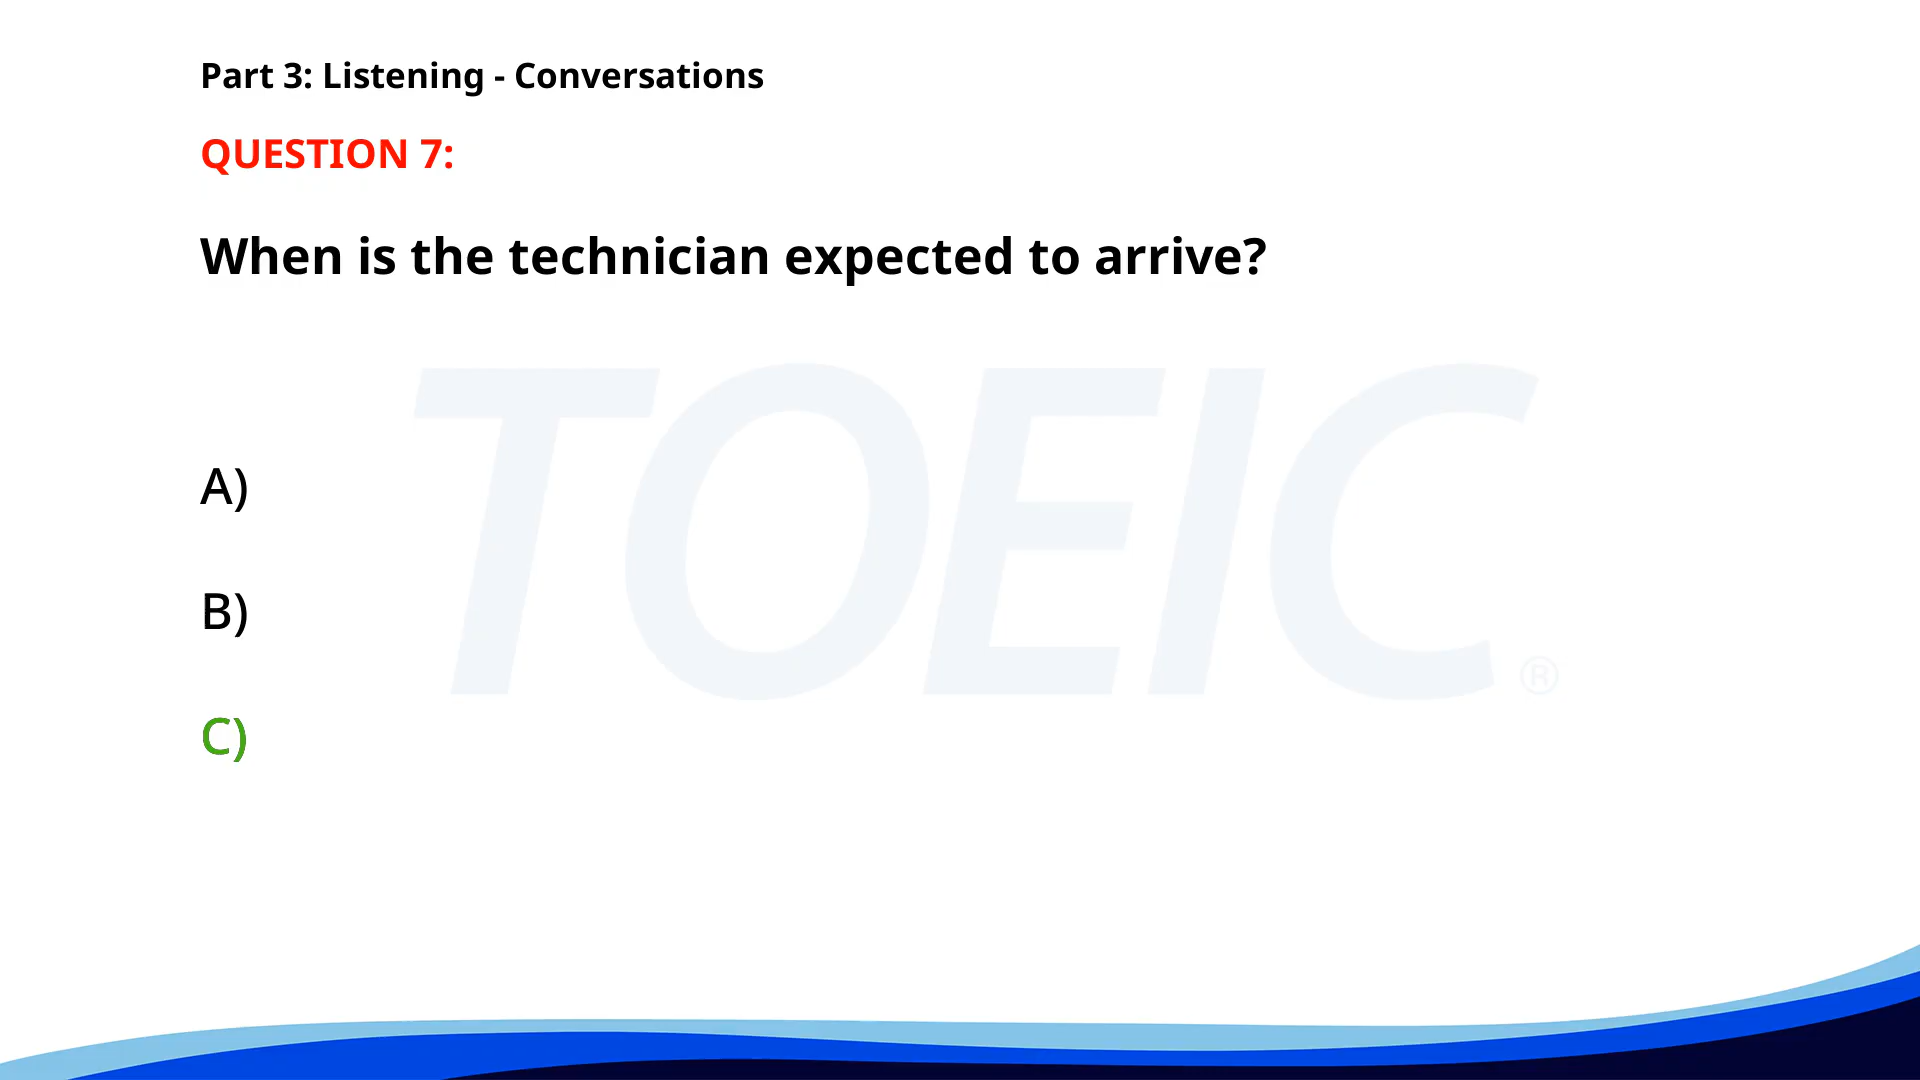 Part 3: Listening - Conversations
QUESTION 7:
When is the technician expected to arrive?
TOEIC®
A)
B)
C)